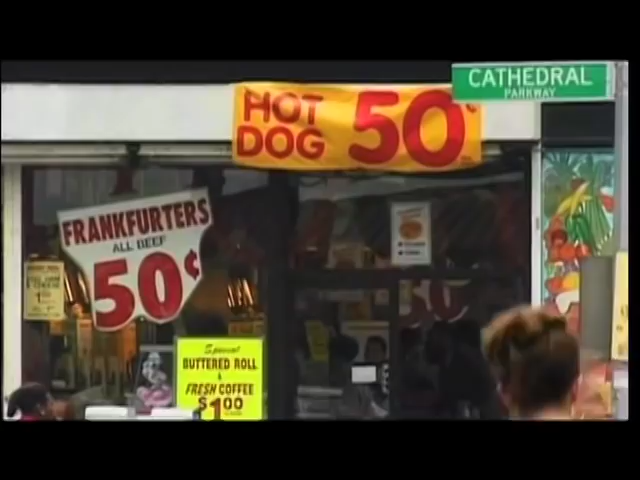 CATHEDRAL
PARKWAY
HOT
DOG
50¢
FRANKFURTERS
ALL BEEF
50¢
Special
BUTTERED ROLL
&
FRESH COFFEE
$1.00